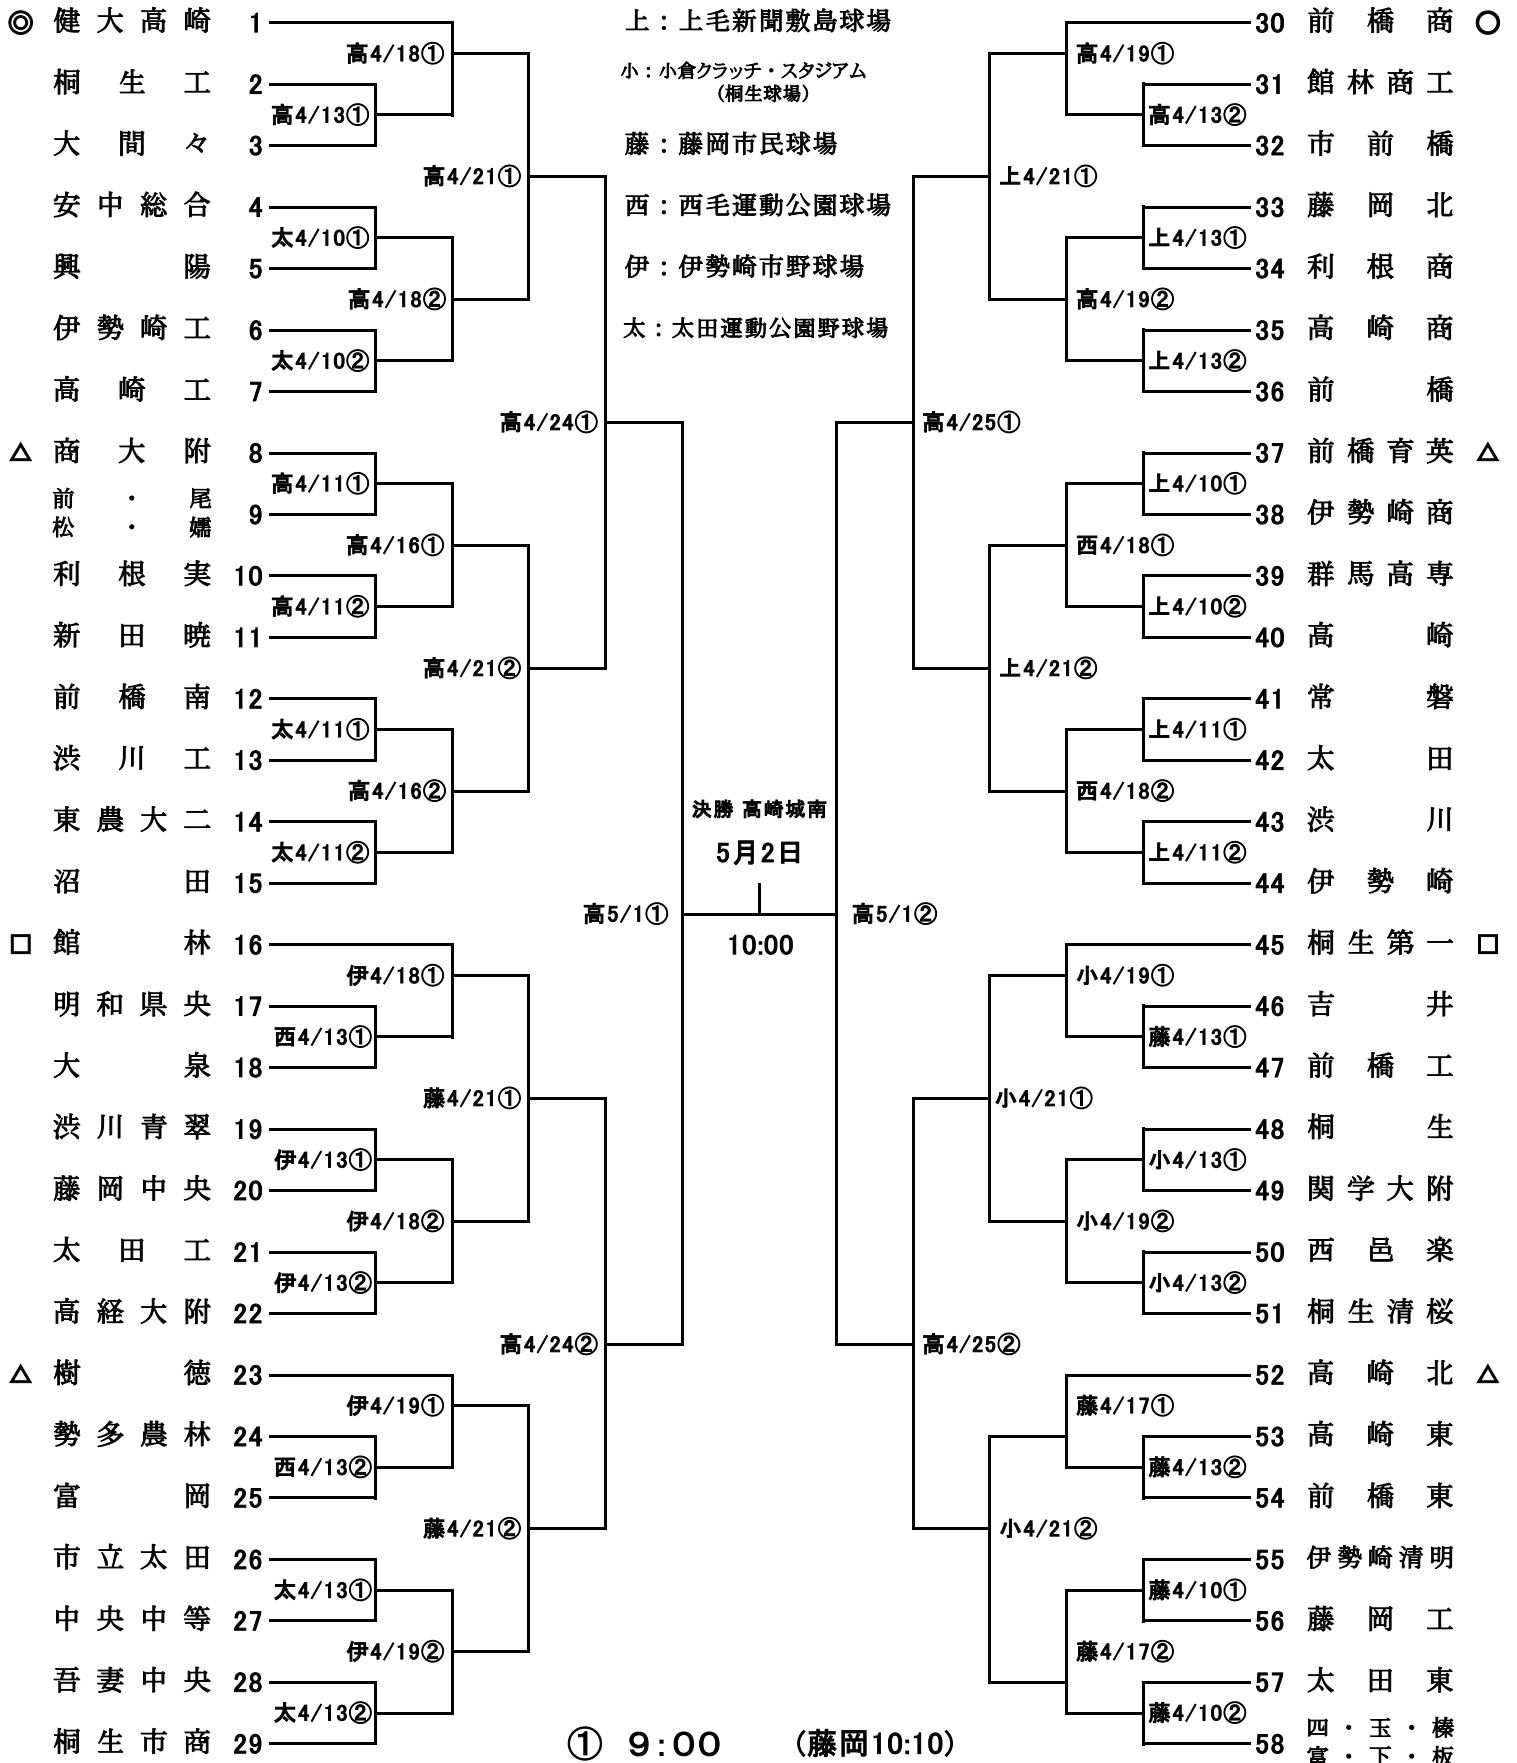 ◎ 健大高崎 1
高4/18①
桐生工 2
高4/13①
大間々 3
高4/21①
安中総合 4
太4/10①
興陽 5
高4/18②
伊勢崎工 6
太4/10②
高崎工 7
高4/24①
△ 商大附 8
高4/11①
前・尾
松・嬬 9
高4/16①
利根実 10
高4/11②
新田暁 11
高4/21②
前橋南 12
太4/11①
渋川工 13
高4/16②
東農大二 14
太4/11②
沼田 15
高5/1①
□ 館林 16
伊4/18①
明和県央 17
西4/13①
大泉 18
藤4/21①
渋川青翠 19
伊4/13①
藤岡中央 20
伊4/18②
太田工 21
伊4/13②
高経大附 22
高4/24②
△ 樹徳 23
伊4/19①
勢多農林 24
西4/13②
富岡 25
藤4/21②
市立太田 26
太4/13①
中央中等 27
伊4/19②
吾妻中央 28
太4/13②
桐生市商 29
上：上毛新聞敷島球場
小：小倉クラッチ・スタジアム
（桐生球場）
藤：藤岡市民球場
西：西毛運動公園球場
伊：伊勢崎市野球場
太：太田運動公園野球場
決勝 高崎城南
5月2日
10:00
① 9:00 （藤岡10:10）
30 前橋商 ○
高4/19①
31 館林商工
高4/13②
32 市前橋
上4/21①
33 藤岡北
上4/13①
34 利根商
高4/19②
35 高崎商
上4/13②
36 前橋
高4/25①
37 前橋育英 △
上4/10①
38 伊勢崎商
西4/18①
39 群馬高専
上4/10②
40 高崎
上4/21②
41 常磐
上4/11①
42 太田
西4/18②
43 渋川
上4/11②
44 伊勢崎
高5/1②
45 桐生第一 □
小4/19①
46 吉井
藤4/13①
47 前橋工
小4/21①
48 桐生
小4/13①
49 関学大附
小4/19②
50 西邑楽
小4/13②
51 桐生清桜
高4/25②
52 高崎北 △
藤4/17①
53 高崎東
藤4/13②
54 前橋東
小4/21②
55 伊勢崎清明
藤4/10①
56 藤岡工
藤4/17②
57 太田東
藤4/10②
58 四・玉・榛
富・下・板